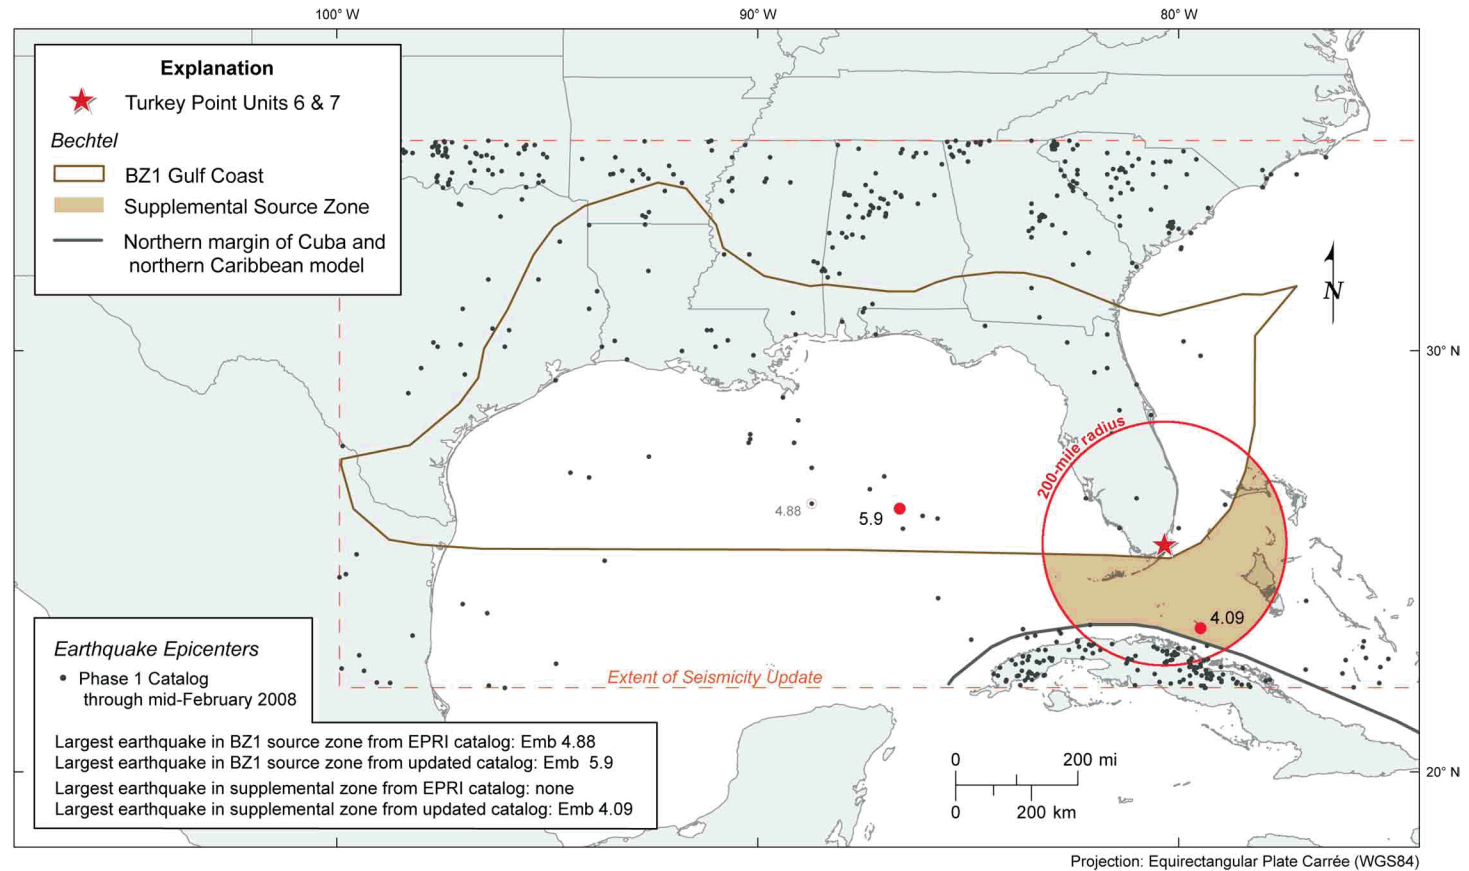 100° W
90° W
80° W
Explanation
Turkey Point Units 6 & 7
Bechtel
BZ1 Gulf Coast
Supplemental Source Zone
Northern margin of Cuba and
northern Caribbean model
N
30° N
200-mile radius
4.88
5.9
4.09
Earthquake Epicenters
Phase 1 Catalog
through mid-February 2008
Extent of Seismicity Update
Largest earthquake in BZ1 source zone from EPRI catalog: Emb 4.88
Largest earthquake in BZ1 source zone from updated catalog: Emb 5.9
Largest earthquake in supplemental zone from EPRI catalog: none
Largest earthquake in supplemental zone from updated catalog: Emb 4.09
0 200 mi
0 200 km
20° N
Projection: Equirectangular Plate Carrée (WGS84)